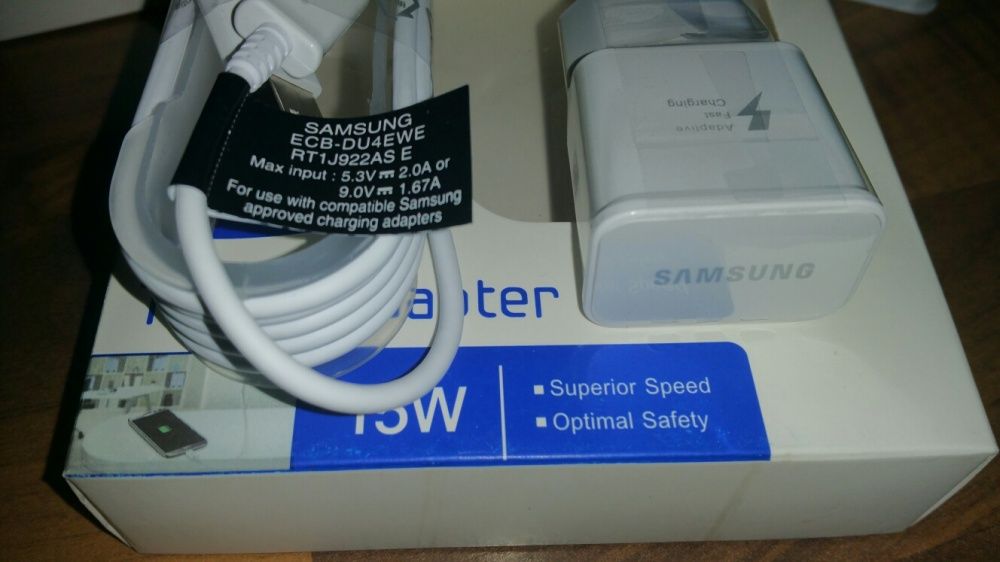 SAMSUNG
ECB-DU4EWE
RT1J922AS E
Max input : 5.3V⎓ 2.0A or
9.0V⎓ 1.67A
For use with compatible Samsung
approved charging adapters
Adaptive
Fast
Charging
SAMSUNG
15W
▪ Superior Speed
▪ Optimal Safety